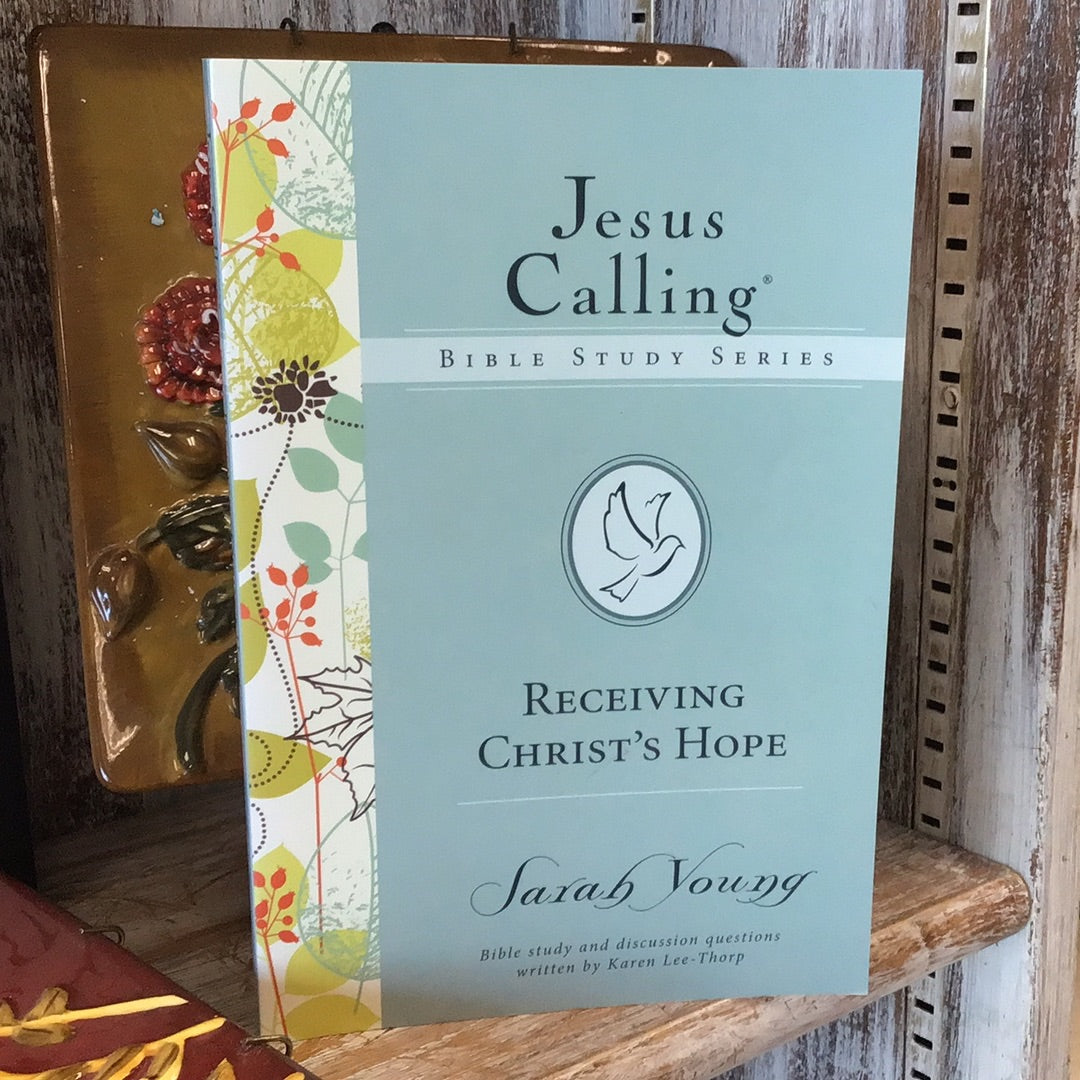 Jesus
Calling®
Bible Study Series
Receiving
Christ's Hope
Sarah Young
Bible study and discussion questions
written by Karen Lee-Thorp